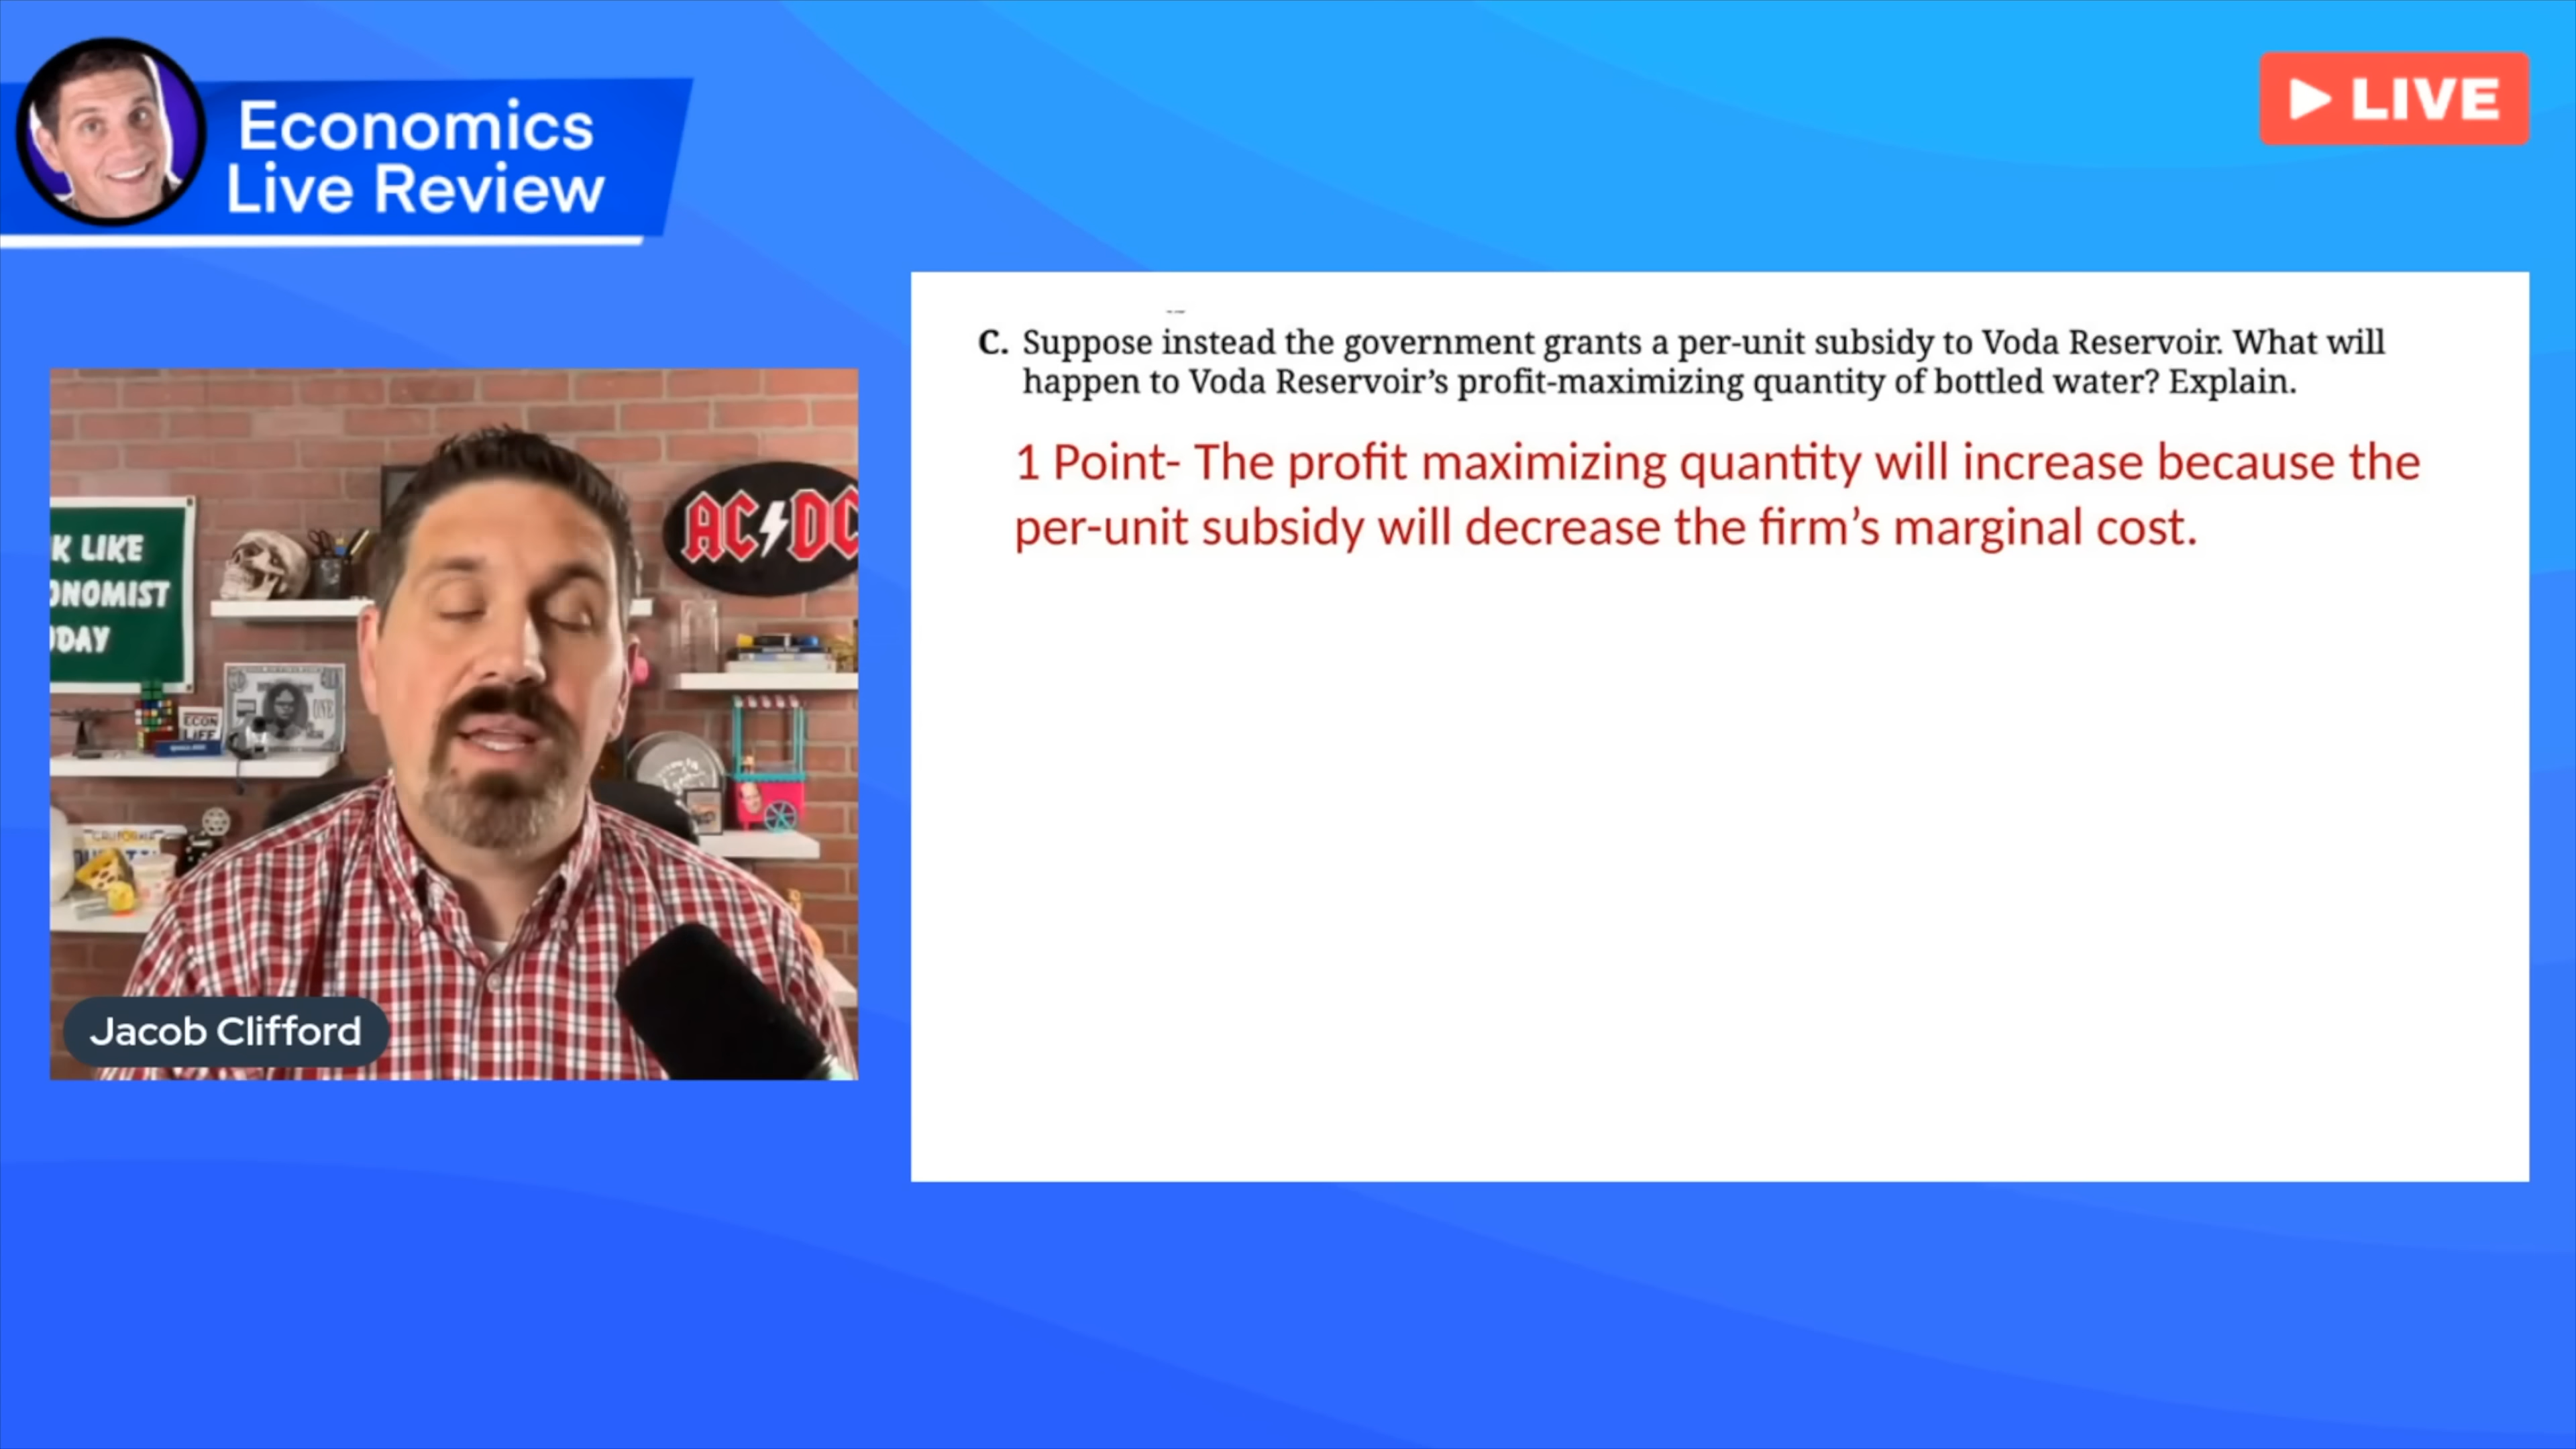 Economics
Live Review
LIVE
C. Suppose instead the government grants a per-unit subsidy to Voda Reservoir. What will
happen to Voda Reservoir’s profit-maximizing quantity of bottled water? Explain.
1 Point- The profit maximizing quantity will increase because the
per-unit subsidy will decrease the firm’s marginal cost.
K LIKE
ONOMIST
ODAY
AC DC
ONE
ECON
LIFE
Jacob Clifford